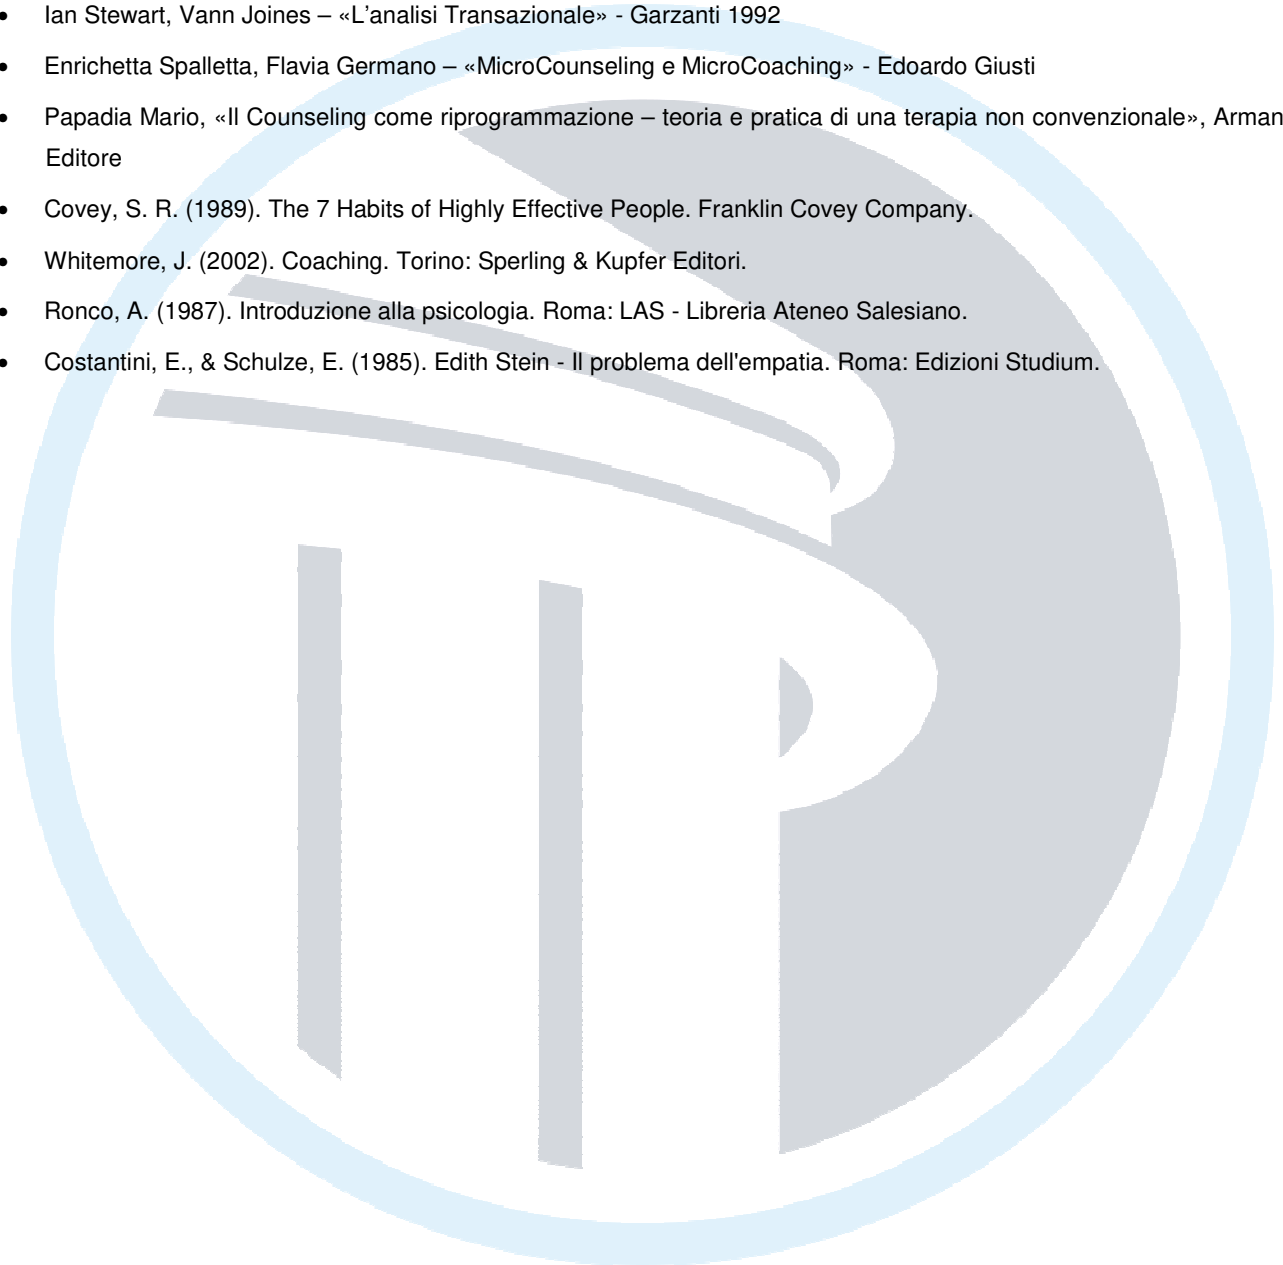 • Ian Stewart, Vann Joines – «L’analisi Transazionale» - Garzanti 1992
• Enrichetta Spalletta, Flavia Germano – «MicroCounseling e MicroCoaching» - Edoardo Giusti
• Papadia Mario, «Il Counseling come riprogrammazione – teoria e pratica di una terapia non convenzionale», Arman
Editore
• Covey, S. R. (1989). The 7 Habits of Highly Effective People. Franklin Covey Company.
• Whitemore, J. (2002). Coaching. Torino: Sperling & Kupfer Editori.
• Ronco, A. (1987). Introduzione alla psicologia. Roma: LAS - Libreria Ateneo Salesiano.
• Costantini, E., & Schulze, E. (1985). Edith Stein - Il problema dell'empatia. Roma: Edizioni Studium.